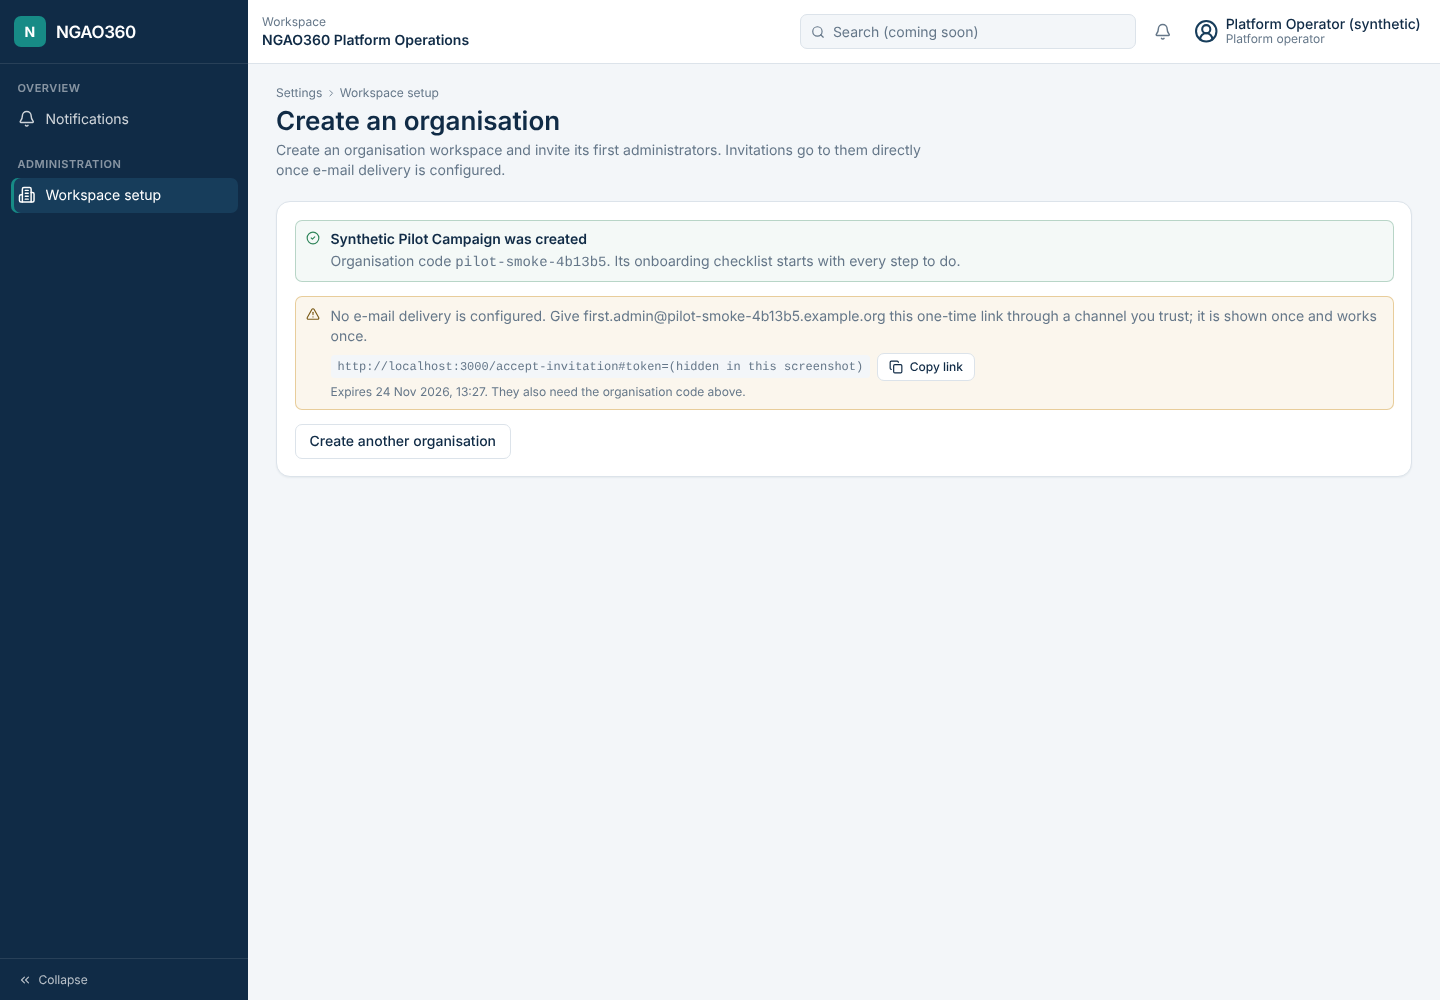 N NGAO360
OVERVIEW
Notifications
ADMINISTRATION
Workspace setup
Collapse
Workspace
NGAO360 Platform Operations
Search (coming soon)
Platform Operator (synthetic)
Platform operator
Settings › Workspace setup
Create an organisation
Create an organisation workspace and invite its first administrators. Invitations go to them directly
once e-mail delivery is configured.
Synthetic Pilot Campaign was created
Organisation code pilot-smoke-4b13b5. Its onboarding checklist starts with every step to do.
No e-mail delivery is configured. Give first.admin@pilot-smoke-4b13b5.example.org this one-time link through a channel you trust; it is shown once and works
once.
http://localhost:3000/accept-invitation#token=(hidden in this screenshot) Copy link
Expires 24 Nov 2026, 13:27. They also need the organisation code above.
Create another organisation